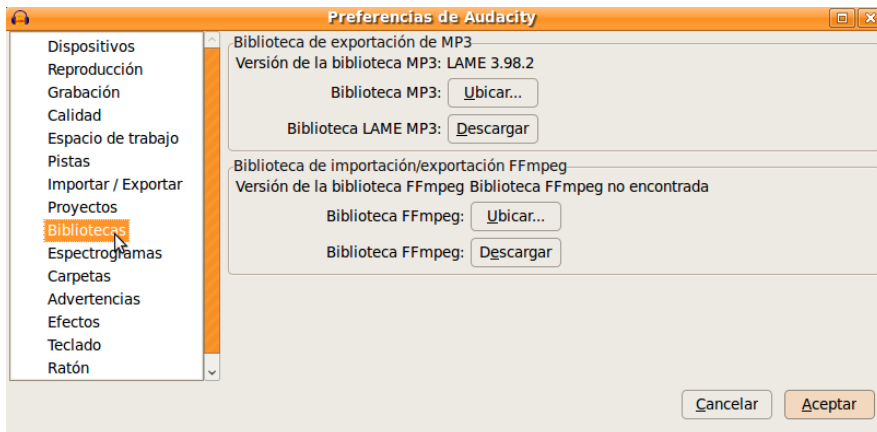 Preferencias de Audacity
Dispositivos
Reproducción
Grabación
Calidad
Espacio de trabajo
Pistas
Importar / Exportar
Proyectos
Bibliotecas
Espectrogramas
Carpetas
Advertencias
Efectos
Teclado
Ratón
Biblioteca de exportación de MP3
Versión de la biblioteca MP3: LAME 3.98.2
Biblioteca MP3: Ubicar...
Biblioteca LAME MP3: Descargar
Biblioteca de importación/exportación FFmpeg
Versión de la biblioteca FFmpeg Biblioteca FFmpeg no encontrada
Biblioteca FFmpeg: Ubicar...
Biblioteca FFmpeg: Descargar
Cancelar Aceptar